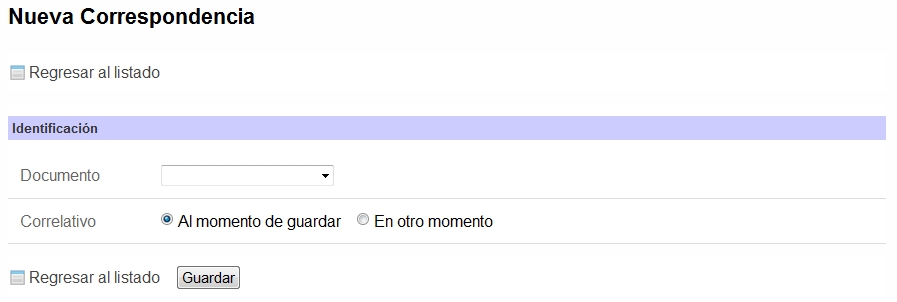 Nueva Correspondencia
Regresar al listado
Identificación
Documento
Correlativo Al momento de guardar En otro momento
Regresar al listado Guardar